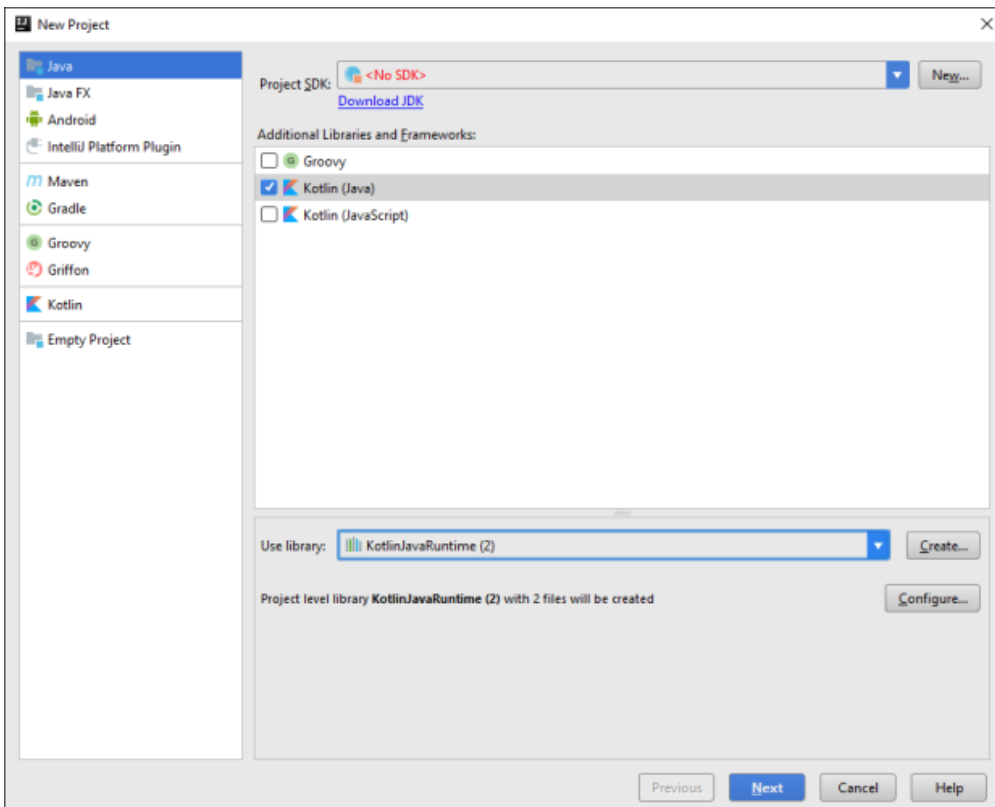 New Project
Java
Java FX
Android
IntelliJ Platform Plugin
Maven
Gradle
Groovy
Griffon
Kotlin
Empty Project
Project SDK: <No SDK> New...
Download JDK
Additional Libraries and Frameworks:
Groovy
Kotlin (Java)
Kotlin (JavaScript)
Use library: KotlinJavaRuntime (2) Create...
Project level library KotlinJavaRuntime (2) with 2 files will be created Configure...
Previous Next Cancel Help